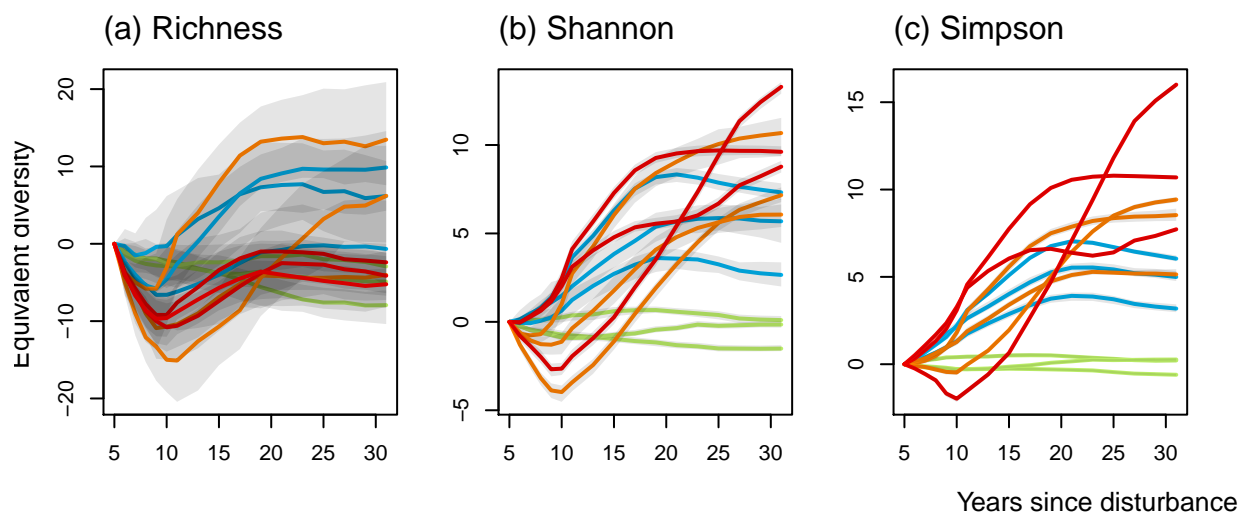 (a) Richness
(b) Shannon
(c) Simpson
Equivalent diversity
20
10
0
−10
−20
5 10 15 20 25 30
10
5
0
−5
5 10 15 20 25 30
15
10
5
0
5 10 15 20 25 30
Years since disturbance